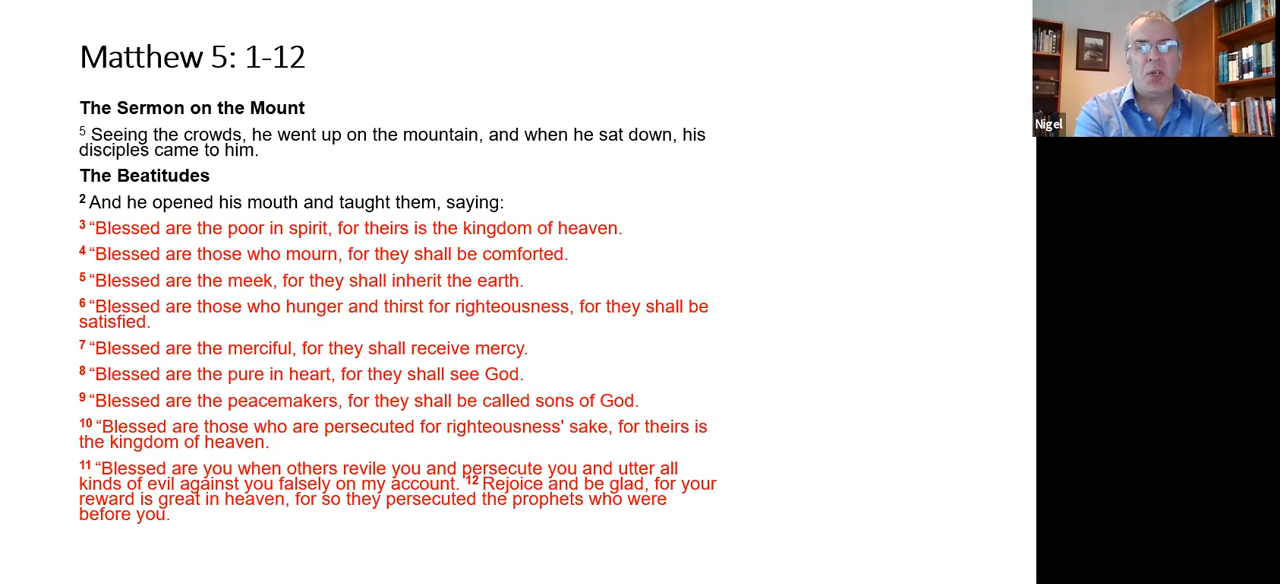 Matthew 5: 1-12
Nigel
The Sermon on the Mount
5 Seeing the crowds, he went up on the mountain, and when he sat down, his
disciples came to him.
The Beatitudes
2 And he opened his mouth and taught them, saying:
3 “Blessed are the poor in spirit, for theirs is the kingdom of heaven.
4 “Blessed are those who mourn, for they shall be comforted.
5 “Blessed are the meek, for they shall inherit the earth.
6 “Blessed are those who hunger and thirst for righteousness, for they shall be
satisfied.
7 “Blessed are the merciful, for they shall receive mercy.
8 “Blessed are the pure in heart, for they shall see God.
9 “Blessed are the peacemakers, for they shall be called sons of God.
10 “Blessed are those who are persecuted for righteousness' sake, for theirs is
the kingdom of heaven.
11 “Blessed are you when others revile you and persecute you and utter all
kinds of evil against you falsely on my account. 12 Rejoice and be glad, for your
reward is great in heaven, for so they persecuted the prophets who were
before you.